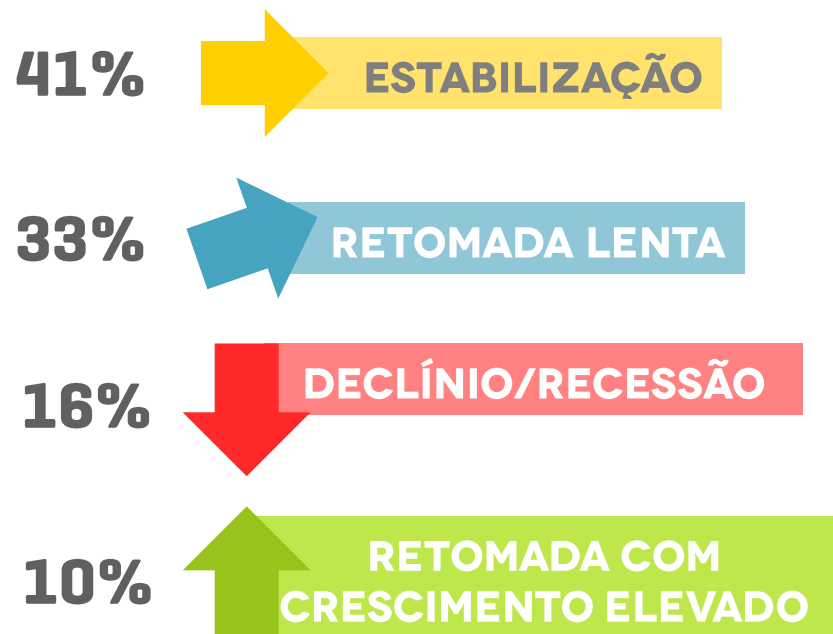 41% ESTABILIZAÇÃO
33% RETOMADA LENTA
16% DECLÍNIO/RECESSÃO
10% RETOMADA COM
CRESCIMENTO ELEVADO